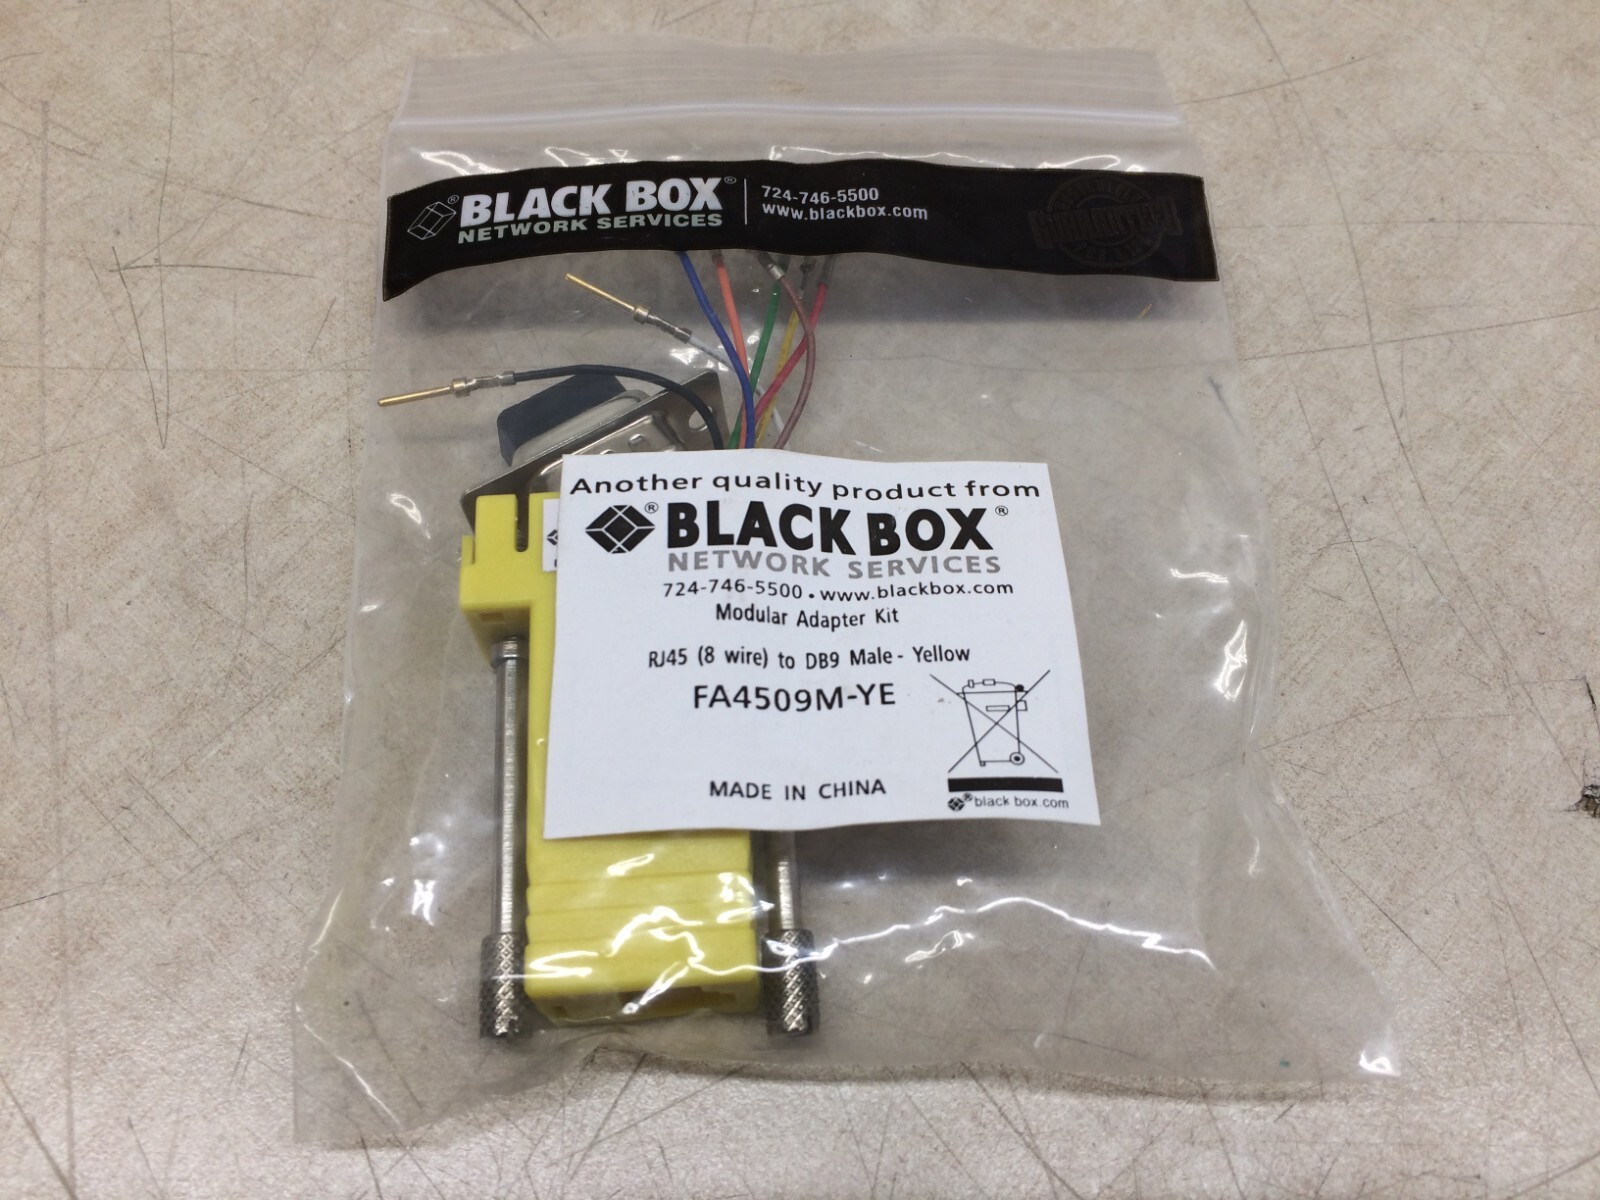 BLACK BOX®
NETWORK SERVICES
724-746-5500
www.blackbox.com
GUARANTEED
Another quality product from
® BLACK BOX®
NETWORK SERVICES
724-746-5500 • www.blackbox.com
Modular Adapter Kit
RJ45 (8 wire) to DB9 Male - Yellow
FA4509M-YE
MADE IN CHINA
® black box.com